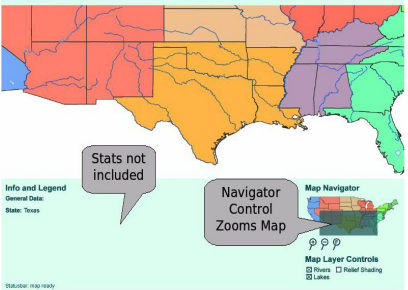 Stats not
included
Info and Legend
General Data:
State: Texas
Navigator
Control
Zooms Map
Map Navigator
Map Layer Controls
Rivers Relief Shading
Lakes
Statusbar: map ready